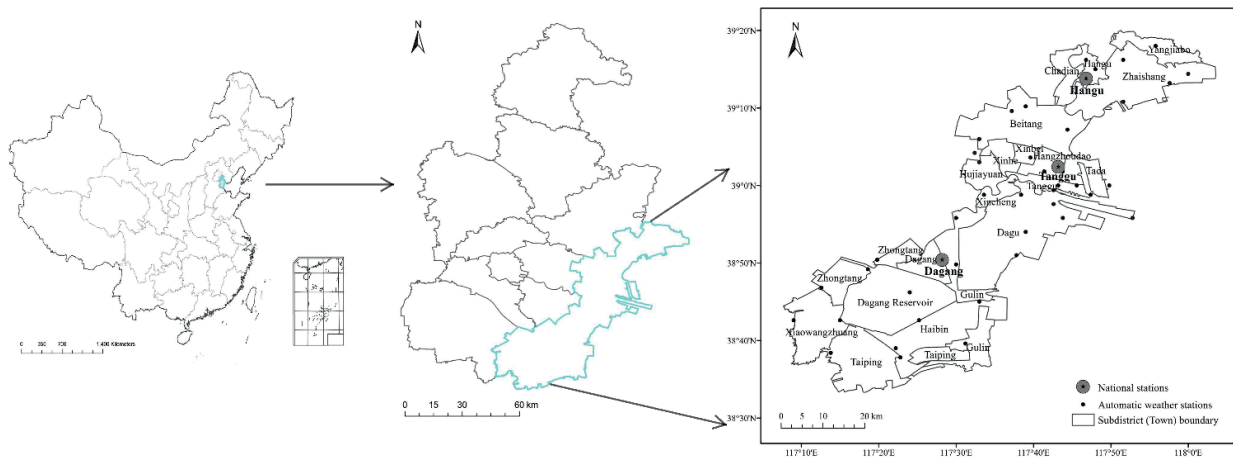 N
0 350 700 1,400 Kilometers
N
0 15 30 60 km
N
39°20'N
39°10'N
39°0'N
38°50'N
38°40'N
38°30'N
117°10'E
117°20'E
117°30'E
117°40'E
117°50'E
118°0'E
Yangjiabo
Chadian
Hangu
Zhaishang
Hangu
Beitang
Xinbei
Xinhe
Hangzhoudao
Hujiayuan
Tanggu
Tada
Tanggu
Xincheng
Dagu
Zhongtang
Dagang
Dagang
Zhongtang
Gulin
Dagang Reservoir
Xiaowangzhuang
Haibin
Taiping
Taiping
Gulin
National stations
Automatic weather stations
Subdistrict (Town) boundary
0 5 10 20 km